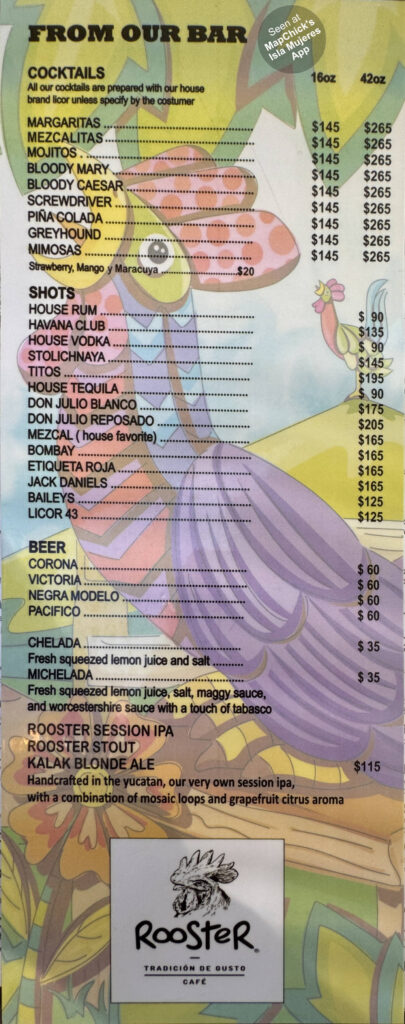 FROM OUR BAR
Seen at
MapChick's
Isla Mujeres
App
COCKTAILS 16oz 42oz
All our cocktails are prepared with our house
brand licor unless specify by the costumer
MARGARITAS $145 $265
MEZCALITAS $145 $265
MOJITOS $145 $265
BLOODY MARY $145 $265
BLOODY CAESAR $145 $265
SCREWDRIVER $145 $265
PIÑA COLADA $145 $265
GREYHOUND $145 $265
MIMOSAS $145 $265
Strawberry, Mango y Maracuya $20
SHOTS
HOUSE RUM $ 90
HAVANA CLUB $135
HOUSE VODKA $ 90
STOLICHNAYA $145
TITOS $195
HOUSE TEQUILA $ 90
DON JULIO BLANCO $175
DON JULIO REPOSADO $205
MEZCAL ( house favorite) $165
BOMBAY $165
ETIQUETA ROJA $165
JACK DANIELS $165
BAILEYS $125
LICOR 43 $125
BEER
CORONA $ 60
VICTORIA $ 60
NEGRA MODELO $ 60
PACIFICO $ 60
CHELADA $ 35
Fresh squeezed lemon juice and salt
MICHELADA $ 35
Fresh squeezed lemon juice, salt, maggy sauce,
and worcestershire sauce with a touch of tabasco
ROOSTER SESSION IPA
ROOSTER STOUT
KALAK BLONDE ALE $115
Handcrafted in the yucatan, our very own session ipa,
with a combination of mosaic loops and grapefruit citrus aroma
ROOSTER®
TRADICIÓN DE GUSTO
CAFÉ